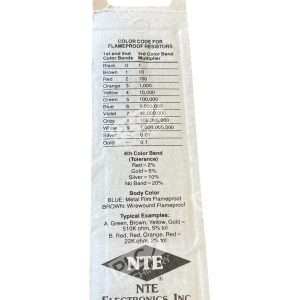 COLOR CODE FOR
FLAMEPROOF RESISTORS
1st and 2nd 3rd Color Band
Color Bands Multiplier
Black 0 1
Brown 1 10
Red 2 100
Orange 3 1,000
Yellow 4 10,000
Green 5 100,000
Blue 6
Violet 7
Gray 8
White 9
Silver - 0.01
Gold - 0.1
4th Color Band
(Tolerance)
Red – 2%
Gold – 5%
Silver – 10%
No Band – 20%
Body Color
BLUE: Metal Film Flameproof
BROWN: Wirewound Flameproof
Typical Examples:
A. Green, Brown, Yellow, Gold –
510K ohm, 5% tol
B. Red, Red, Orange, Red –
22K ohm, 2% tol
NTE
NTE
ELECTRONICS, INC